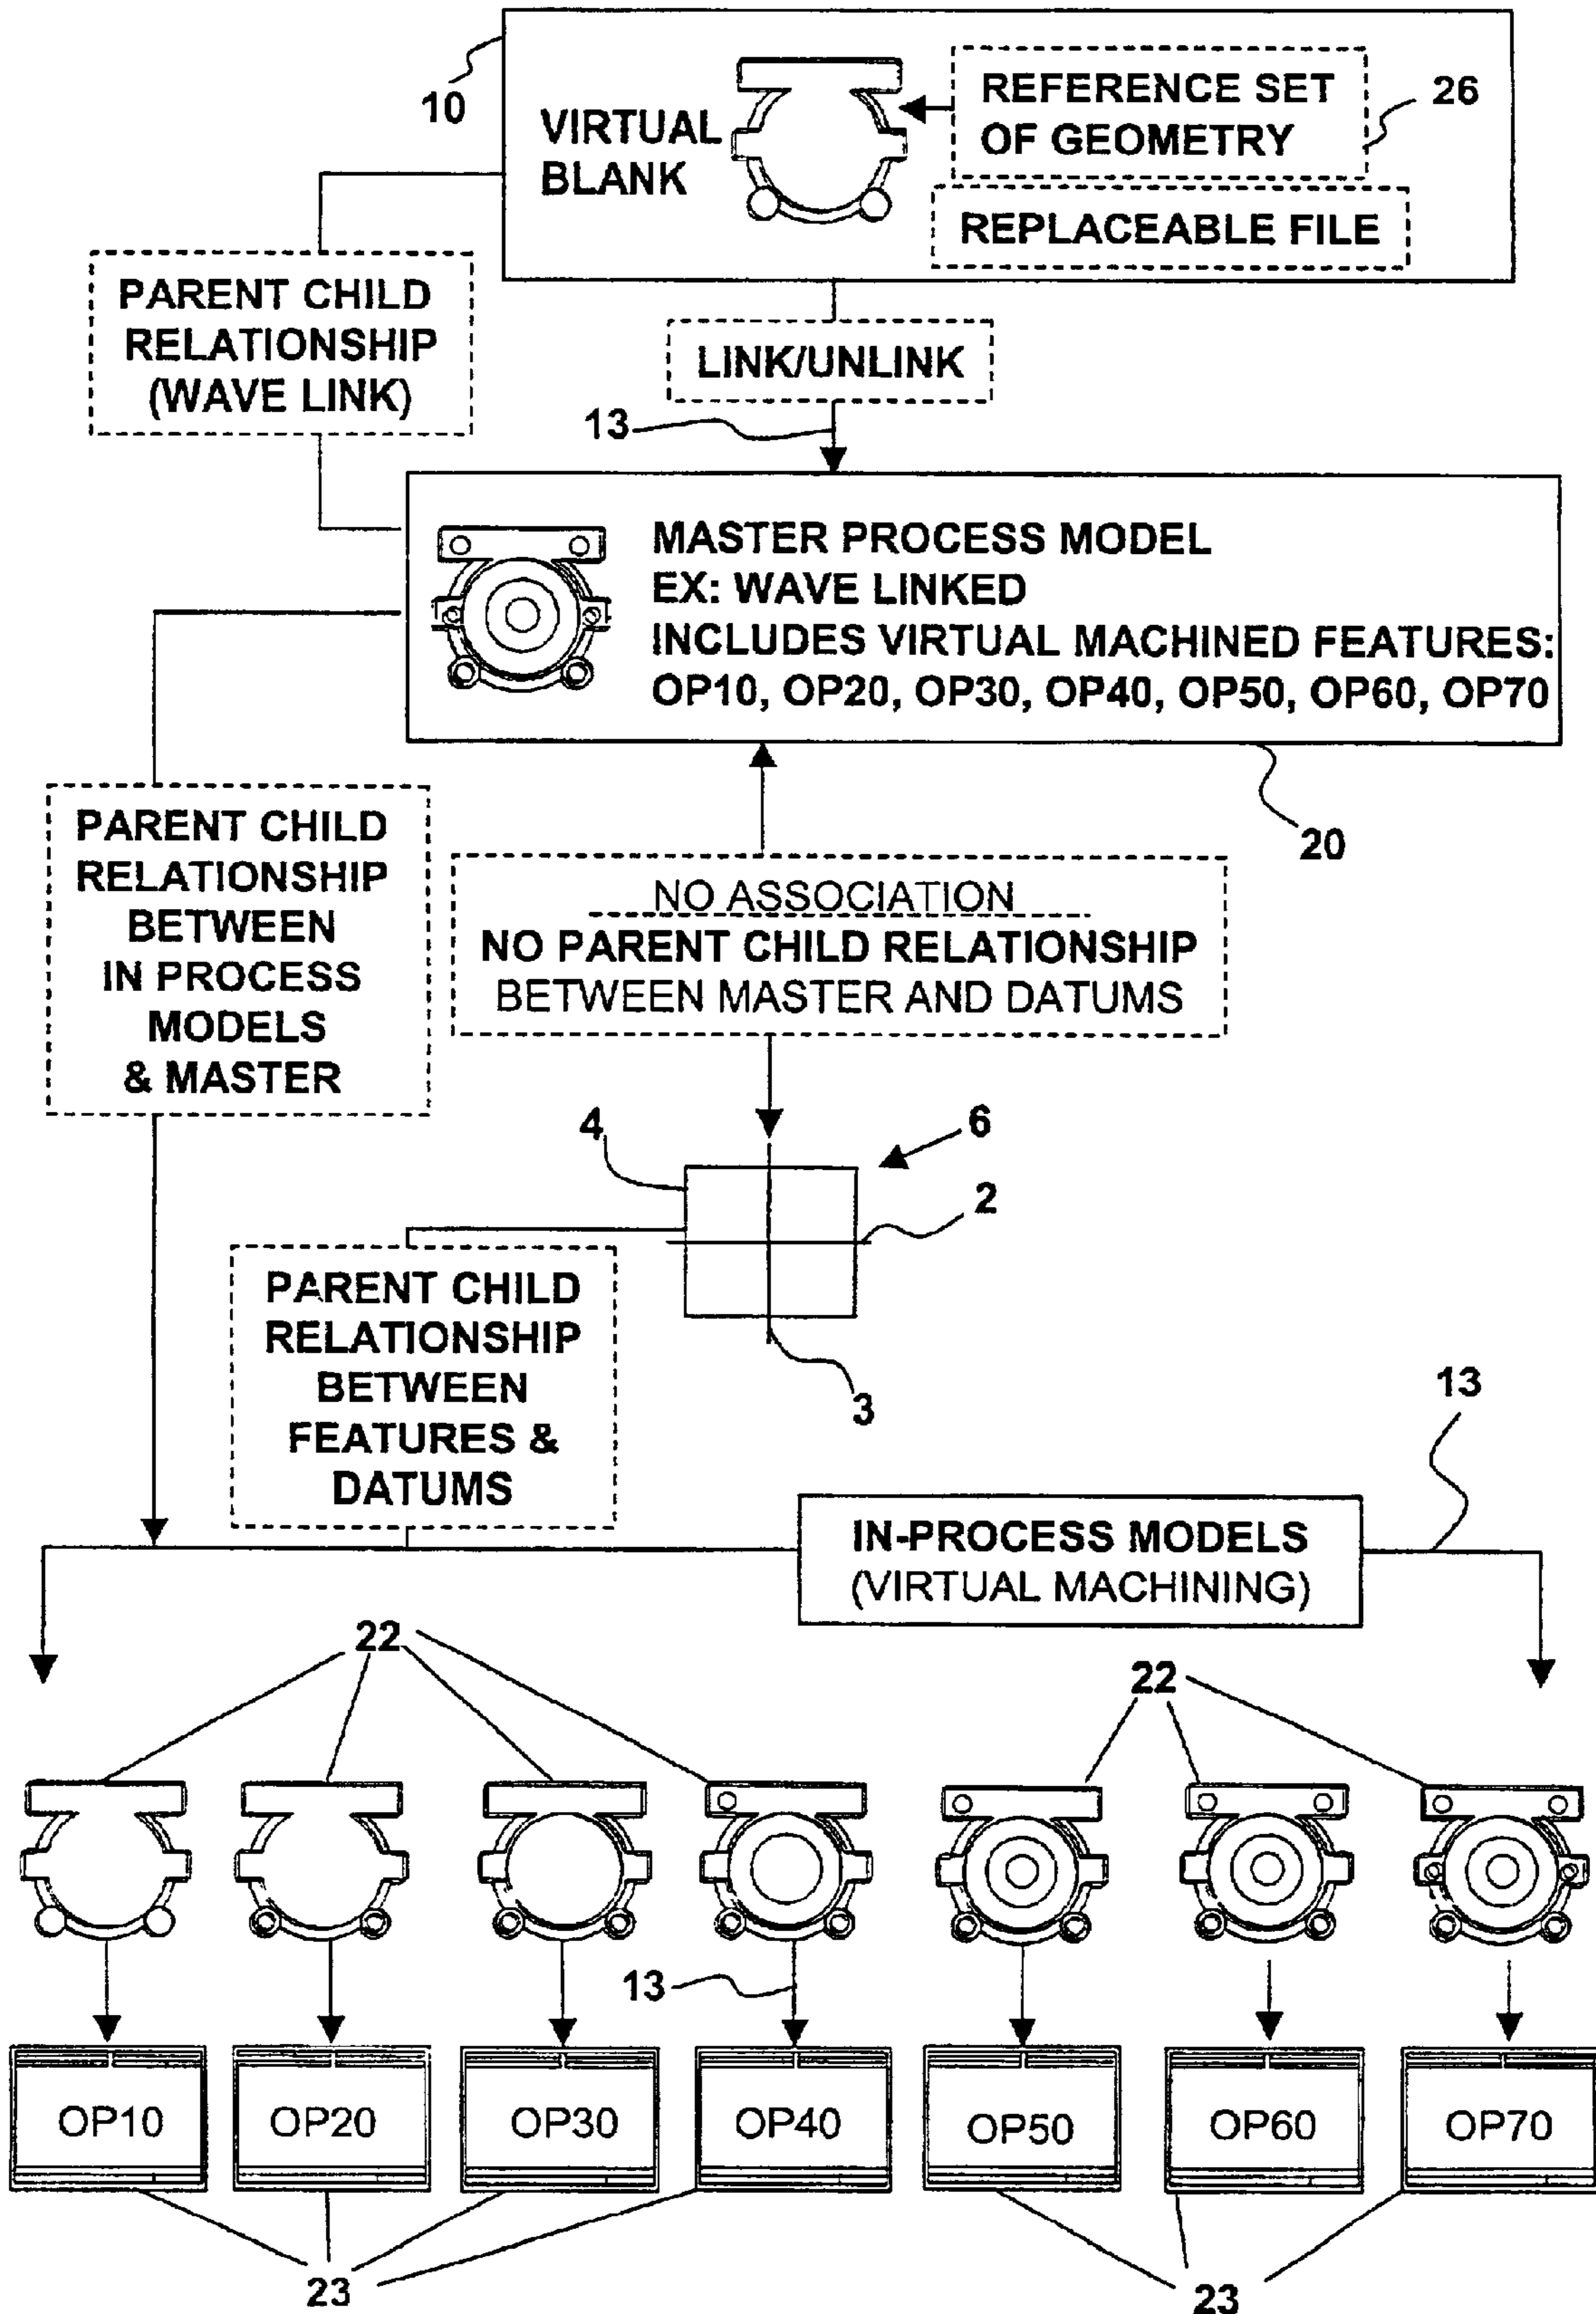 10
VIRTUAL
BLANK
REFERENCE SET
OF GEOMETRY
26
REPLACEABLE FILE
PARENT CHILD
RELATIONSHIP
(WAVE LINK)
LINK/UNLINK
13
MASTER PROCESS MODEL
EX: WAVE LINKED
INCLUDES VIRTUAL MACHINED FEATURES:
OP10, OP20, OP30, OP40, OP50, OP60, OP70
20
PARENT CHILD
RELATIONSHIP
BETWEEN
IN PROCESS
MODELS
& MASTER
NO ASSOCIATION
NO PARENT CHILD RELATIONSHIP
BETWEEN MASTER AND DATUMS
4
6
2
3
PARENT CHILD
RELATIONSHIP
BETWEEN
FEATURES &
DATUMS
13
IN-PROCESS MODELS
(VIRTUAL MACHINING)
22
22
13
OP10
OP20
OP30
OP40
OP50
OP60
OP70
23
23